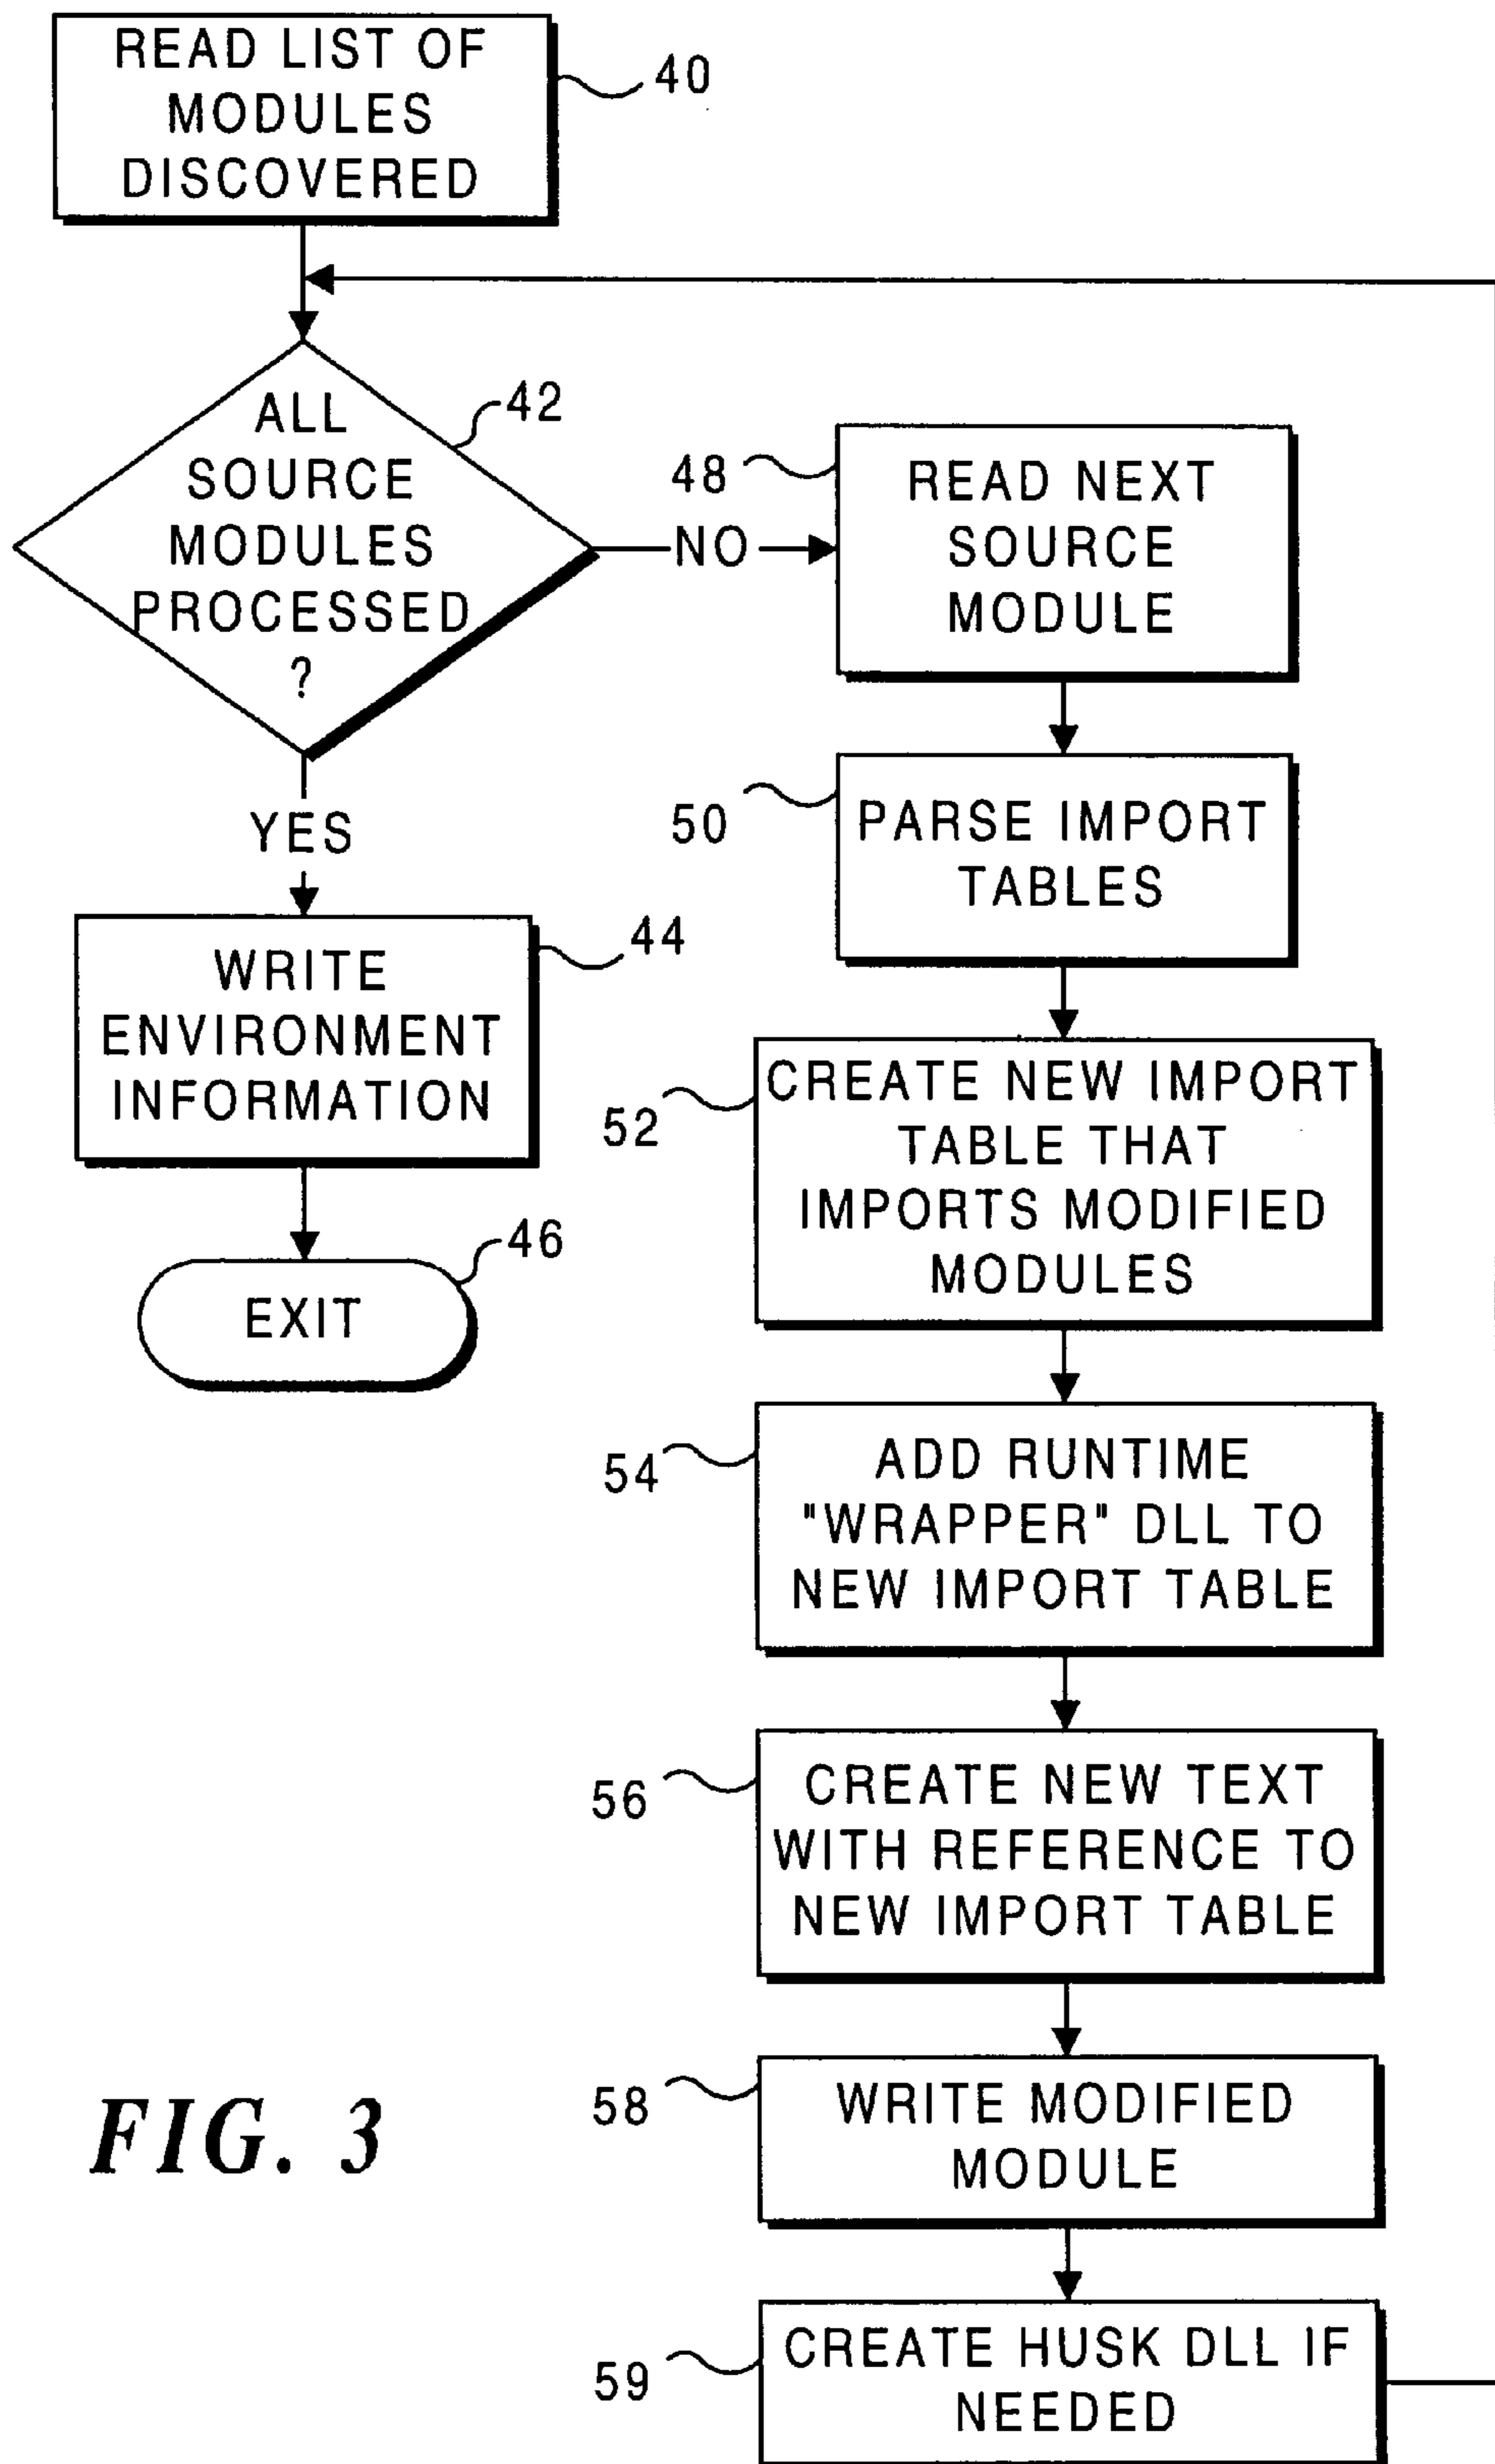 READ LIST OF
MODULES
DISCOVERED
40
ALL
SOURCE
MODULES
PROCESSED
?
42
NO
YES
WRITE
ENVIRONMENT
INFORMATION
44
EXIT
46
48
READ NEXT
SOURCE
MODULE
50
PARSE IMPORT
TABLES
52
CREATE NEW IMPORT
TABLE THAT
IMPORTS MODIFIED
MODULES
54
ADD RUNTIME
"WRAPPER" DLL TO
NEW IMPORT TABLE
56
CREATE NEW TEXT
WITH REFERENCE TO
NEW IMPORT TABLE
58
WRITE MODIFIED
MODULE
59
CREATE HUSK DLL IF
NEEDED
FIG. 3